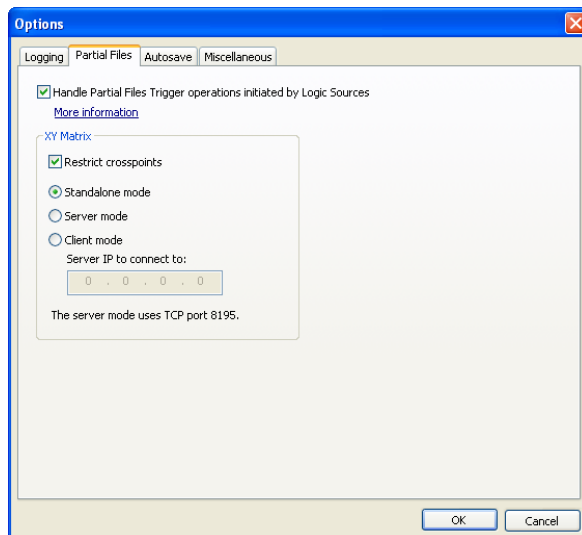 Options
Logging Partial Files Autosave Miscellaneous
Handle Partial Files Trigger operations initiated by Logic Sources
More information
XY Matrix
Restrict crosspoints
Standalone mode
Server mode
Client mode
Server IP to connect to:
0 . 0 . 0 . 0
The server mode uses TCP port 8195.
OK Cancel